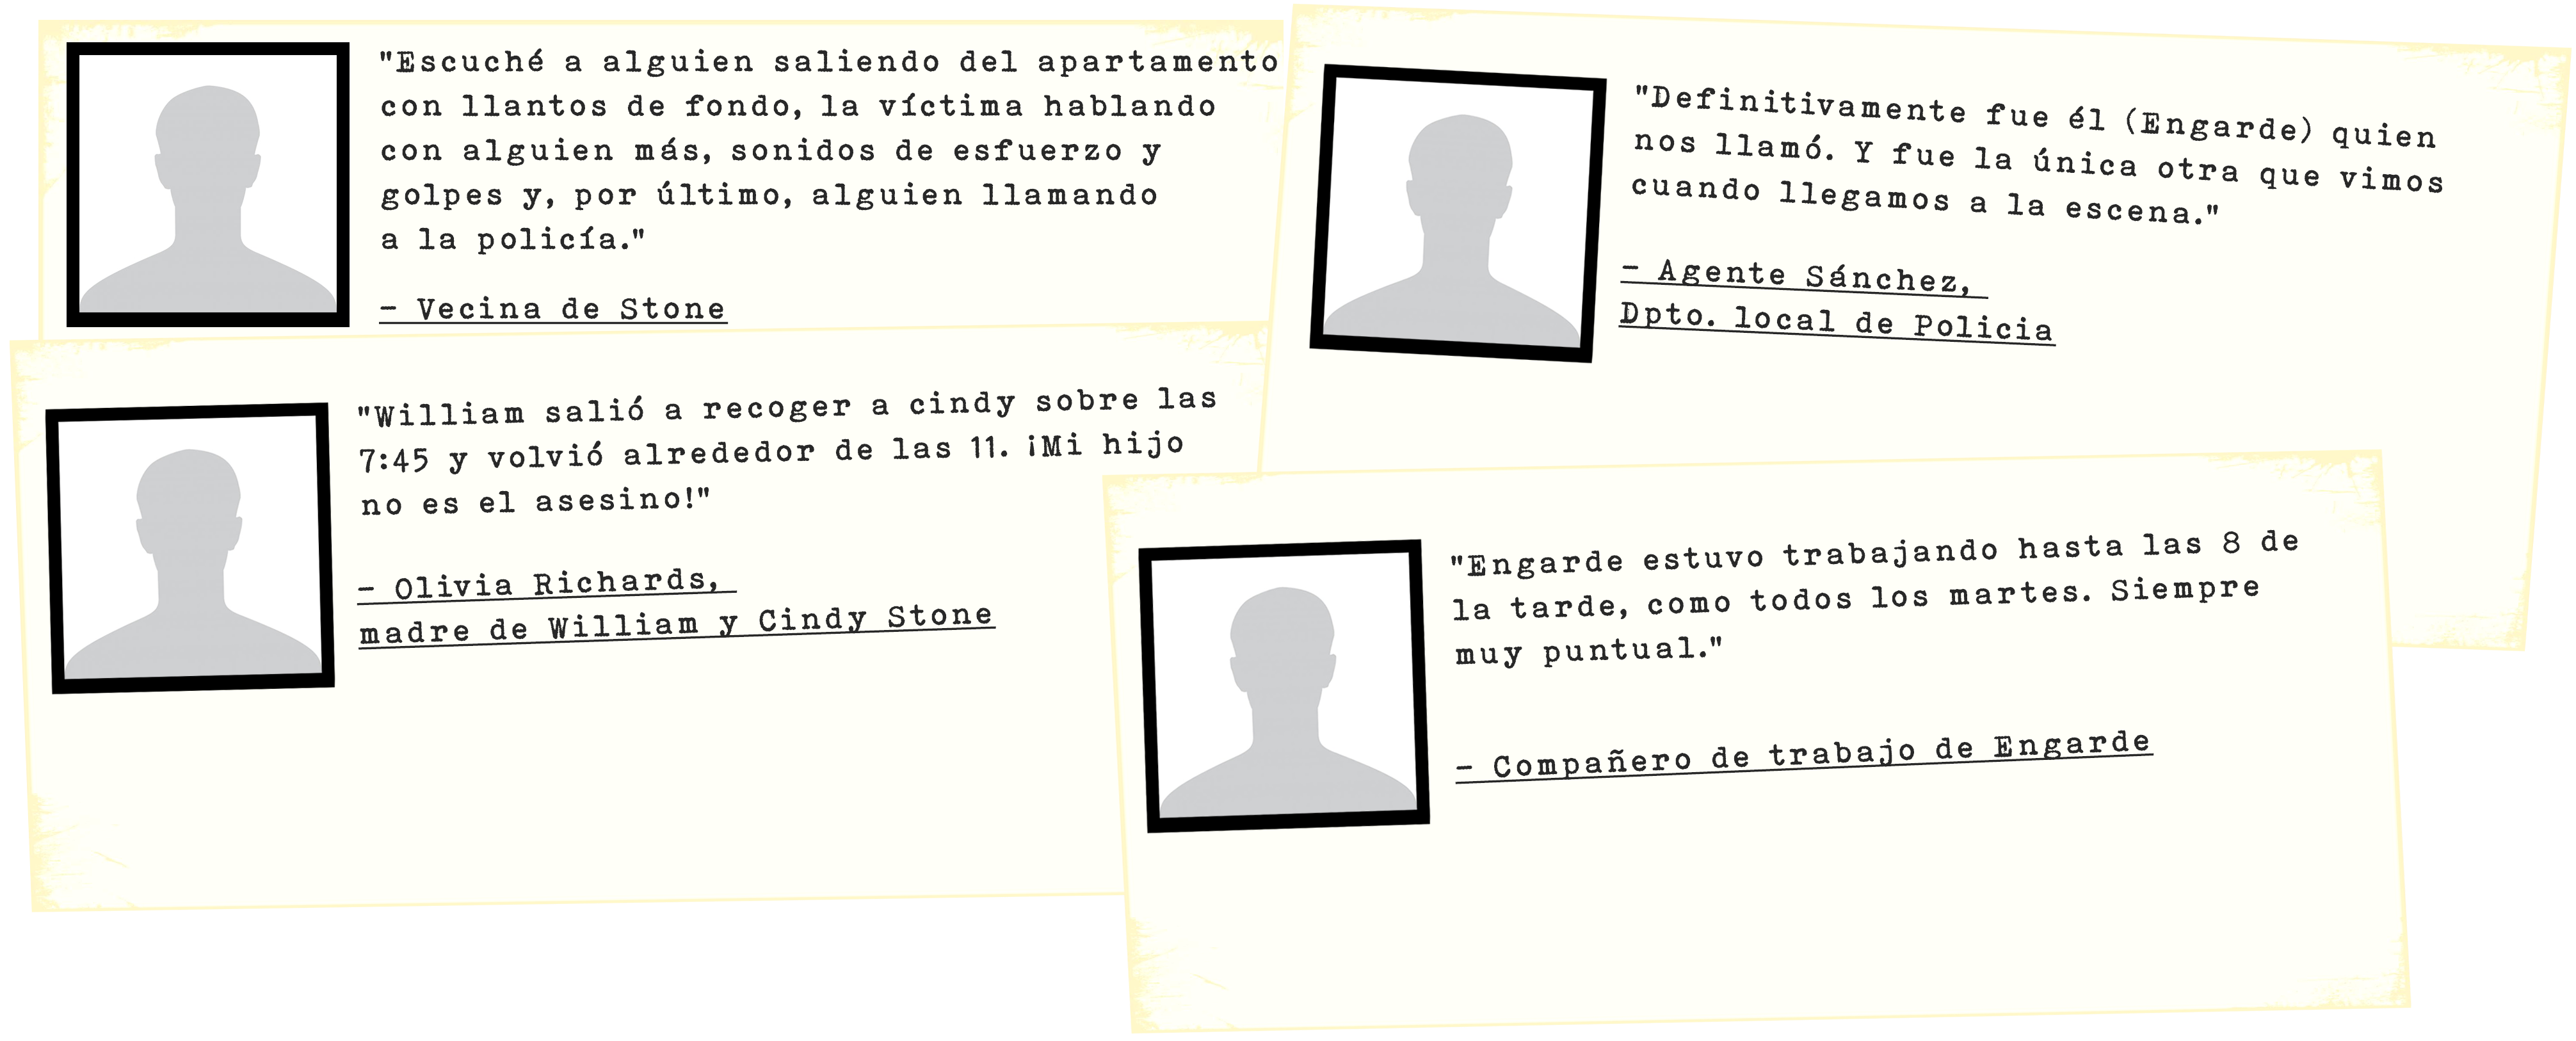 "Escuché a alguien saliendo del apartamento
con llantos de fondo, la víctima hablando
con alguien más, sonidos de esfuerzo y
golpes y, por último, alguien llamando
a la policía."
- Vecina de Stone
"Definitivamente fue él (Engarde) quien
nos llamó. Y fue la única otra que vimos
cuando llegamos a la escena."
- Agente Sánchez,
Dpto. local de Policia
"William salió a recoger a cindy sobre las
7:45 y volvió alrededor de las 11. ¡Mi hijo
no es el asesino!"
- Olivia Richards,
madre de William y Cindy Stone
"Engarde estuvo trabajando hasta las 8 de
la tarde, como todos los martes. Siempre
muy puntual."
- Compañero de trabajo de Engarde